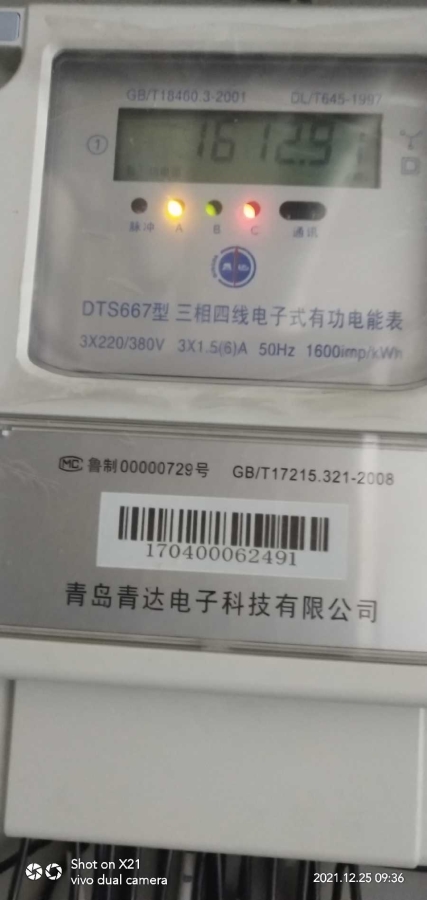 GB/T18460.3-2001 DL/T645-1997
①
1612.9
脉冲 A B C 通讯
DTS667型 三相四线电子式有功电能表
3X220/380V 3X1.5(6)A 50Hz 1600imp/kWh
MC 鲁制00000729号 GB/T17215.321-2008
170400062491
青岛青达电子科技有限公司
Shot on X21
vivo dual camera
2021.12.25 09:36